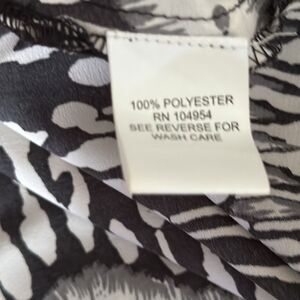 100% POLYESTER
RN 104954
SEE REVERSE FOR
WASH CARE